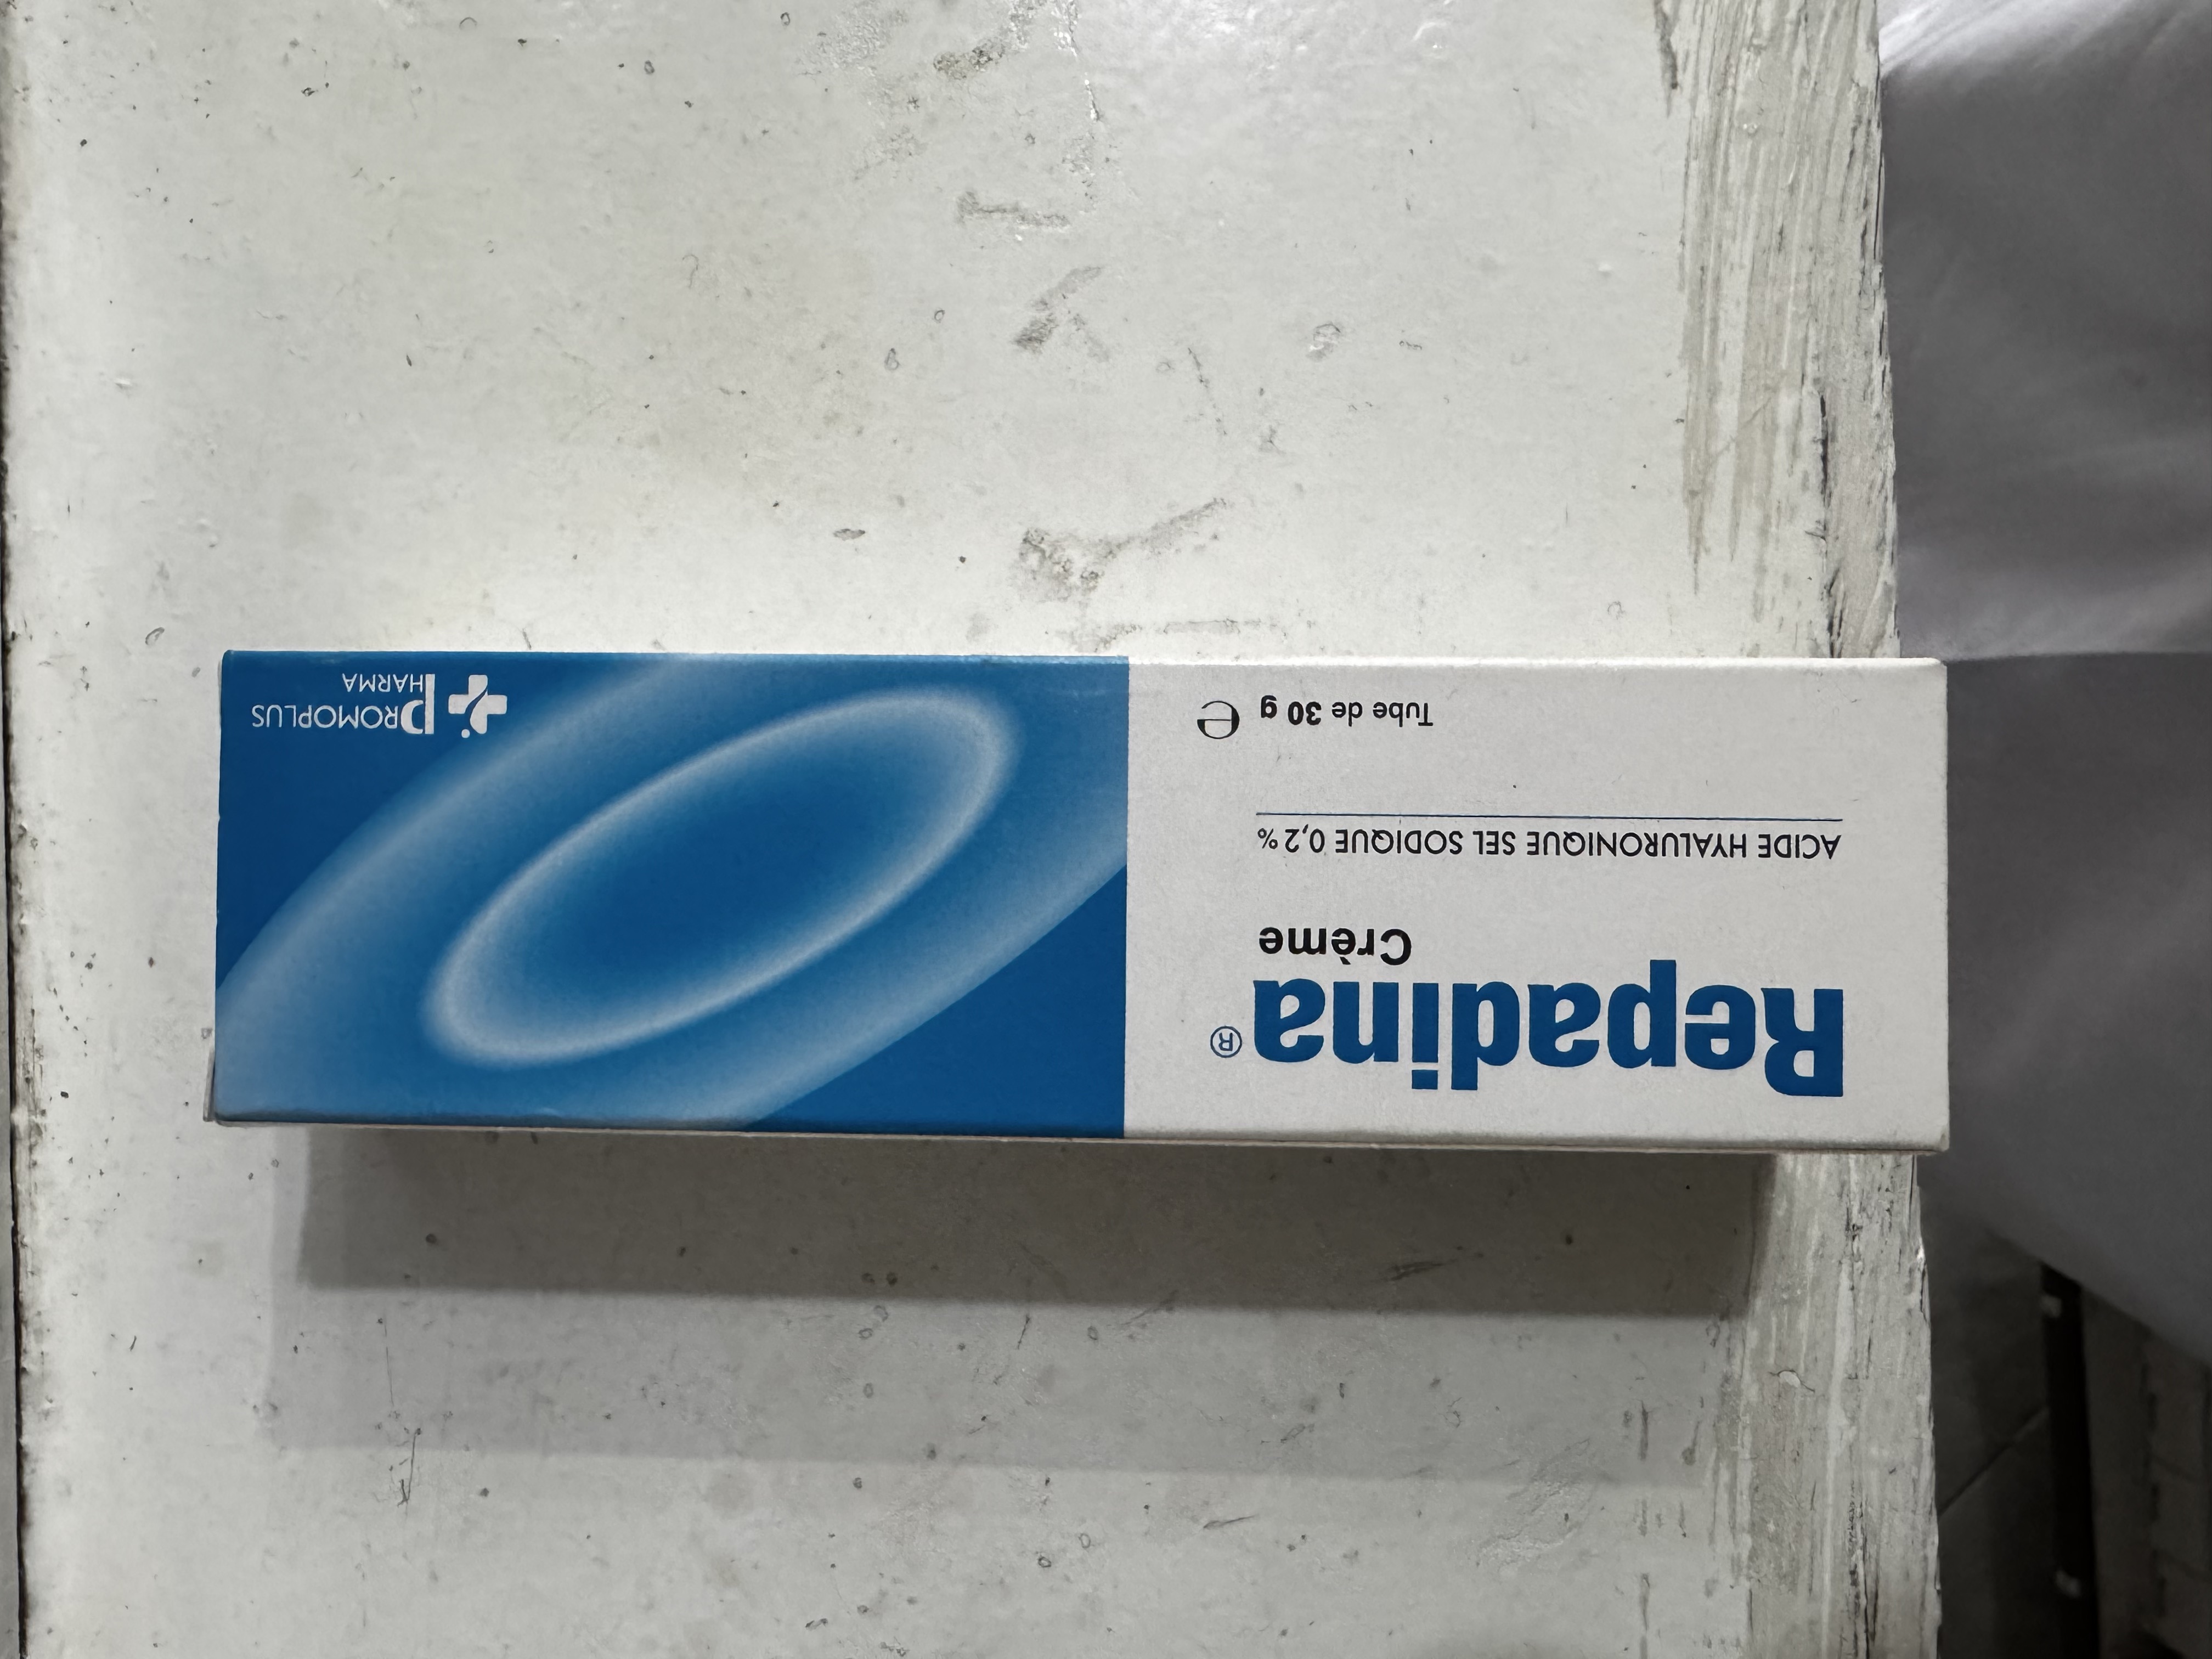 Repadina®
Crème
ACIDE HYALURONIQUE SEL SODIQUE 0,2 %
Tube de 30 g ℮
PROMOPLUS
PHARMA